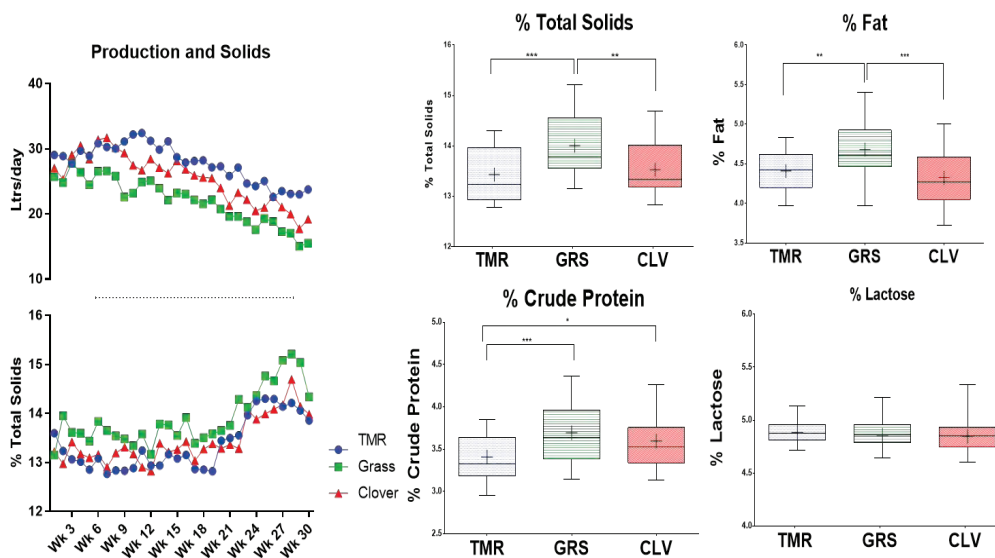 Production and Solids
Ltrs/day
40
30
20
10
% Total Solids
16
15
14
13
12
Wk 3
Wk 6
Wk 9
Wk 12
Wk 15
Wk 18
Wk 21
Wk 24
Wk 27
Wk 30
TMR
Grass
Clover
% Total Solids
% Total Solids
16
15
14
13
12
***
**
TMR
GRS
CLV
% Fat
% Fat
6.0
5.5
5.0
4.5
4.0
3.5
**
***
TMR
GRS
CLV
% Crude Protein
% Crude Protein
5.0
4.5
4.0
3.5
3.0
2.5
*
***
TMR
GRS
CLV
% Lactose
% Lactose
6.0
5.5
5.0
4.5
4.0
TMR
GRS
CLV